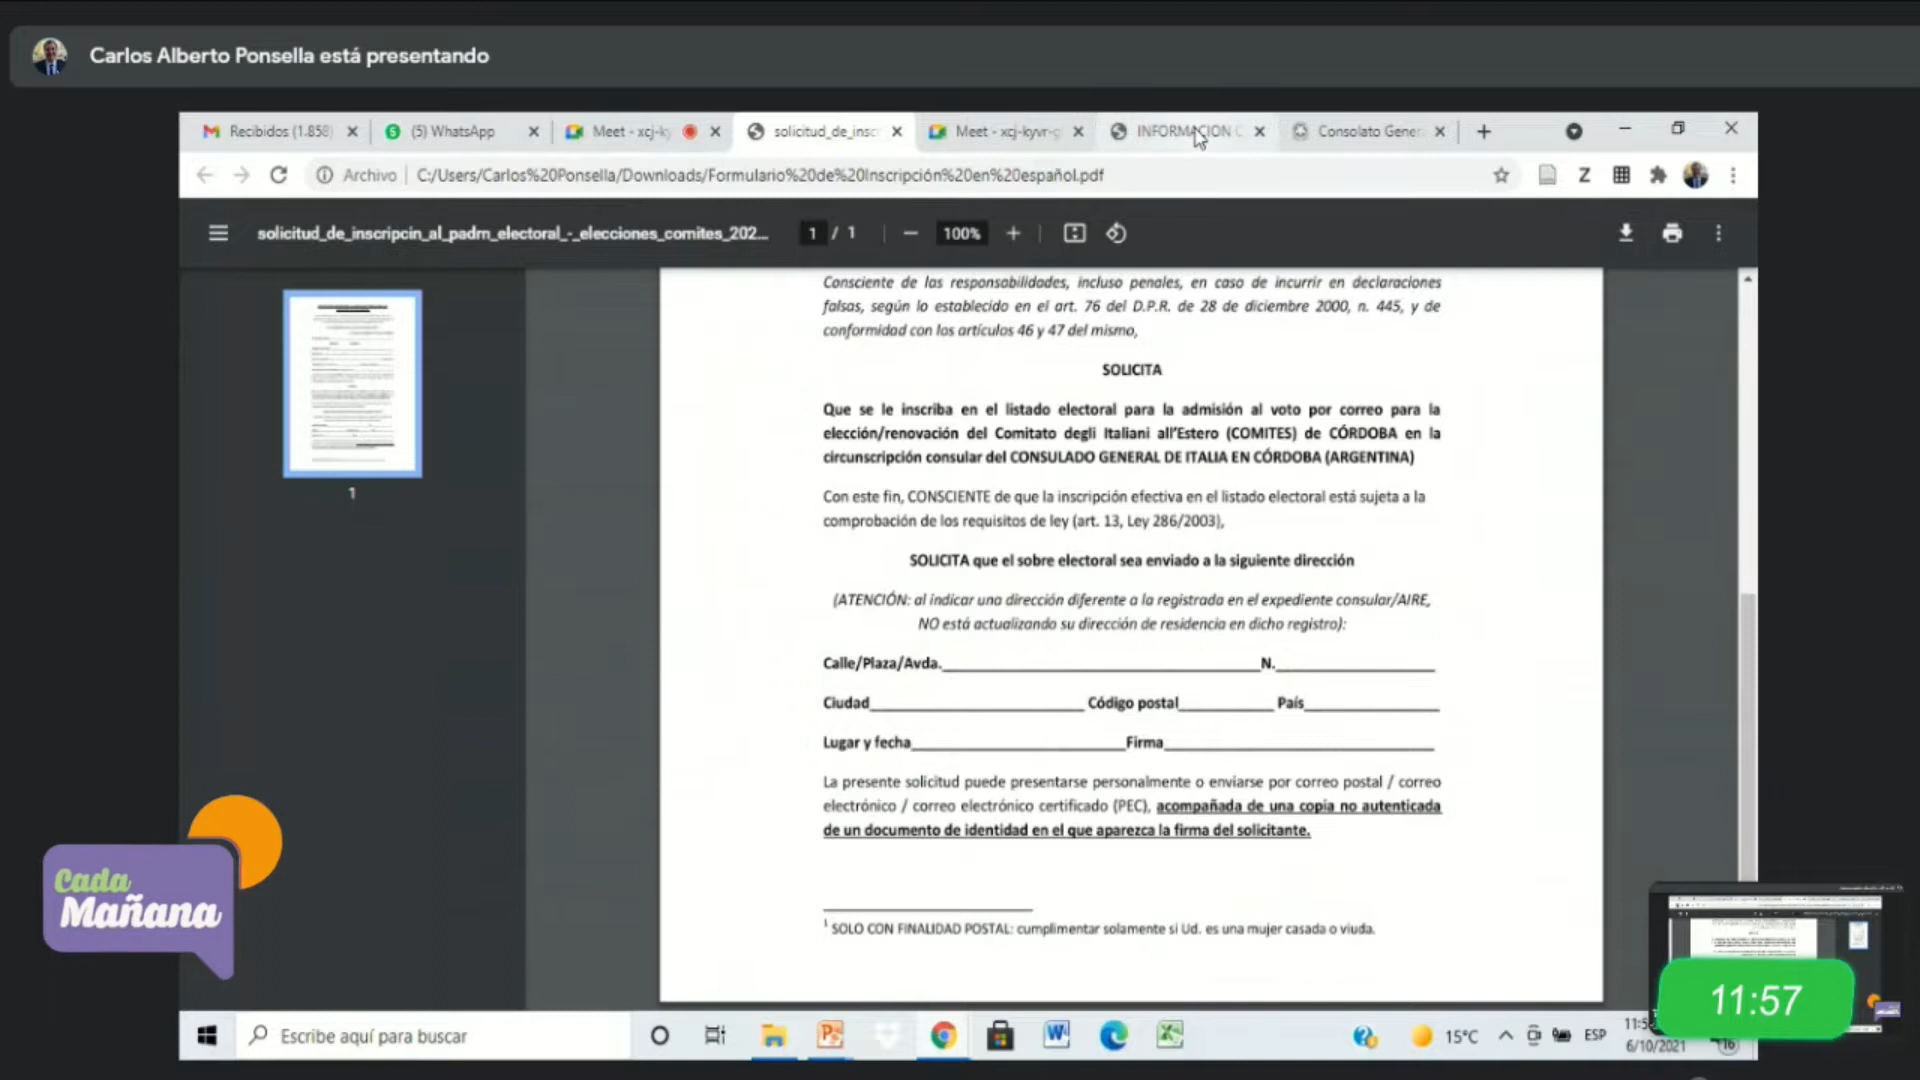 Carlos Alberto Ponsella está presentando
Recibidos (1.858)
(5) WhatsApp
Meet - xcj-ky
solicitud_de_insc
Meet - xcj-kyvr-
INFORMACION C
Consolato Gener
Archivo
C:/Users/Carlos%20Ponsella/Downloads/Formulario%20de%20Inscripción%20en%20español.pdf
solicitud_de_inscripcin_al_padrn_electoral_-_elecciones_comites_202...
1 / 1
100%
Consciente de las responsabilidades, incluso penales, en caso de incurrir en declaraciones
falsas, según lo establecido en el art. 76 del D.P.R. de 28 de diciembre 2000, n. 445, y de
conformidad con los artículos 46 y 47 del mismo,
SOLICITA
Que se le inscriba en el listado electoral para la admisión al voto por correo para la
elección/renovación del Comitato degli Italiani all'Estero (COMITES) de CÓRDOBA en la
circunscripción consular del CONSULADO GENERAL DE ITALIA EN CÓRDOBA (ARGENTINA)
Con este fin, CONSCIENTE de que la inscripción efectiva en el listado electoral está sujeta a la
comprobación de los requisitos de ley (art. 13, Ley 286/2003),
SOLICITA que el sobre electoral sea enviado a la siguiente dirección
(ATENCIÓN: al indicar una dirección diferente a la registrada en el expediente consular/AIRE,
NO está actualizando su dirección de residencia en dicho registro):
Calle/Plaza/Avda. N.
Ciudad Código postal País
Lugar y fecha Firma
La presente solicitud puede presentarse personalmente o enviarse por correo postal / correo
electrónico / correo electrónico certificado (PEC), acompañada de una copia no autenticada
de un documento de identidad en el que aparezca la firma del solicitante.
1 SOLO CON FINALIDAD POSTAL: cumplimentar solamente si Ud. es una mujer casada o viuda.
1
Cada
Mañana
11:57
Escribe aquí para buscar
15°C
ESP
6/10/2021
16